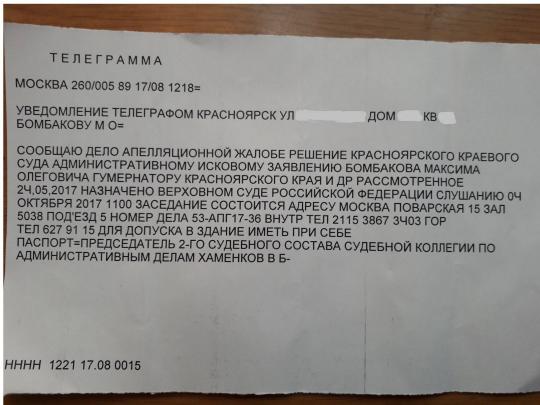 ТЕЛЕГРАММА
МОСКВА 260/005 89 17/08 1218=
УВЕДОМЛЕНИЕ ТЕЛЕГРАФОМ КРАСНОЯРСК УЛ ДОМ КВ
БОМБАКОВУ М О=
СООБЩАЮ ДЕЛО АПЕЛЛЯЦИОННОЙ ЖАЛОБЕ РЕШЕНИЕ КРАСНОЯРСКОГО КРАЕВОГО
СУДА АДМИНИСТРАТИВНОМУ ИСКОВОМУ ЗАЯВЛЕНИЮ БОМБАКОВА МАКСИМА
ОЛЕГОВИЧА ГУМЕРНАТОРУ КРАСНОЯРСКОГО КРАЯ И ДР РАССМОТРЕННОЕ
2Ч,05,2017 НАЗНАЧЕНО ВЕРХОВНОМ СУДЕ РОССИЙСКОЙ ФЕДЕРАЦИИ СЛУШАНИЮ 0Ч
ОКТЯБРЯ 2017 1100 ЗАСЕДАНИЕ СОСТОИТСЯ АДРЕСУ МОСКВА ПОВАРСКАЯ 15 ЗАЛ
5038 ПОД'ЕЗД 5 НОМЕР ДЕЛА 53-АПГ17-36 ВНУТР ТЕЛ 2115 3867 3Ч03 ГОР
ТЕЛ 627 91 15 ДЛЯ ДОПУСКА В ЗДАНИЕ ИМЕТЬ ПРИ СЕБЕ
ПАСПОРТ=ПРЕДСЕДАТЕЛЬ 2-ГО СУДЕБНОГО СОСТАВА СУДЕБНОЙ КОЛЛЕГИИ ПО
АДМИНИСТРАТИВНЫМ ДЕЛАМ ХАМЕНКОВ В Б-
НННН 1221 17.08 0015